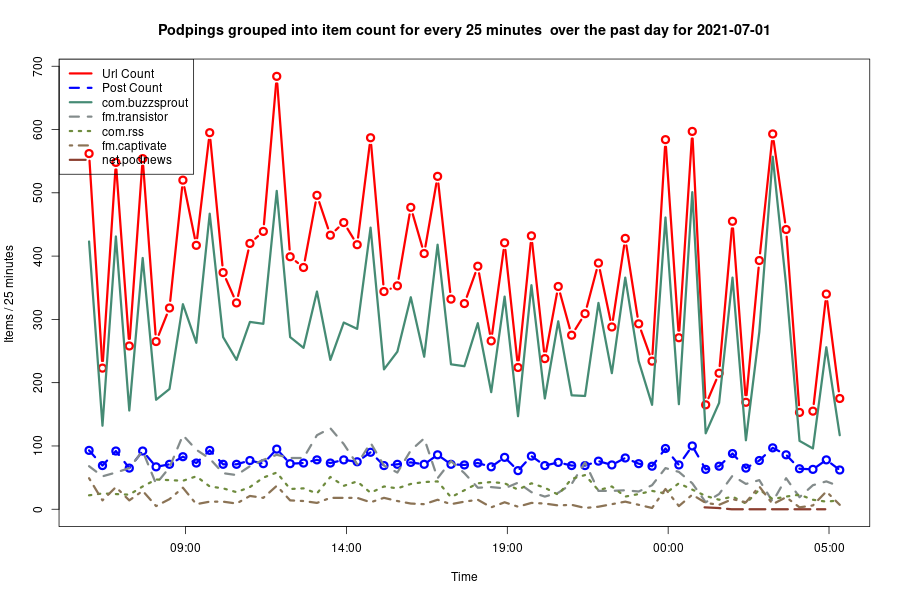 Podpings grouped into item count for every 25 minutes  over the past day for 2021-07-01
Items / 25 minutes
700
600
500
400
300
200
100
0
Url Count
Post Count
com.buzzsprout
fm.transistor
com.rss
fm.captivate
net.podnews
09:00 14:00 19:00 00:00 05:00
Time